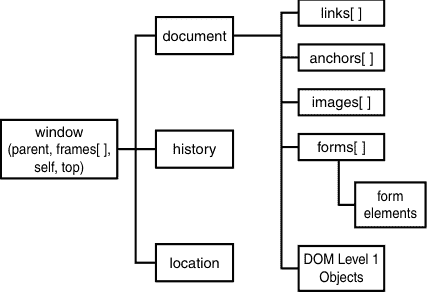 links[ ]
document
anchors[ ]
images[ ]
window
(parent, frames[ ],
self, top)
history
forms[ ]
form
elements
location
DOM Level 1
Objects